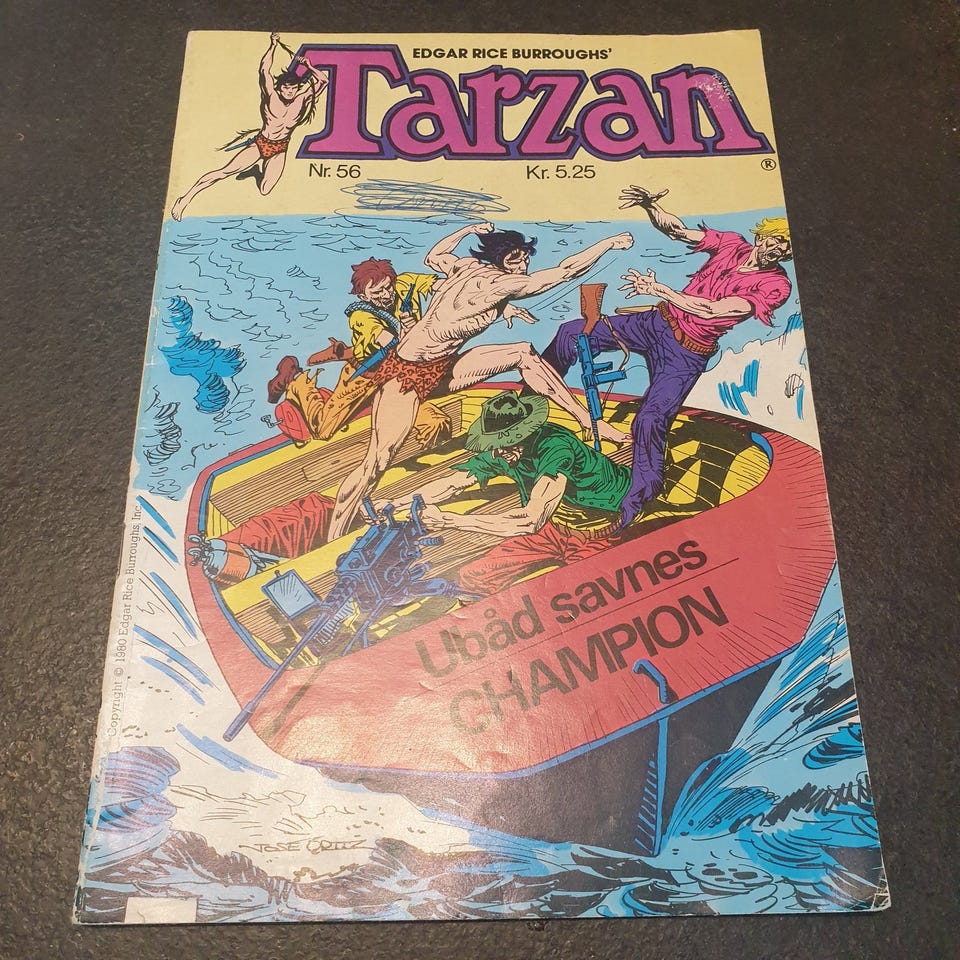 EDGAR RICE BURROUGHS'
Tarzan
®
Nr. 56
Kr. 5.25
Ubåd savnes
CHAMPION
Copyright © 1980 Edgar Rice Burroughs, Inc.
JOSE ORTIZ